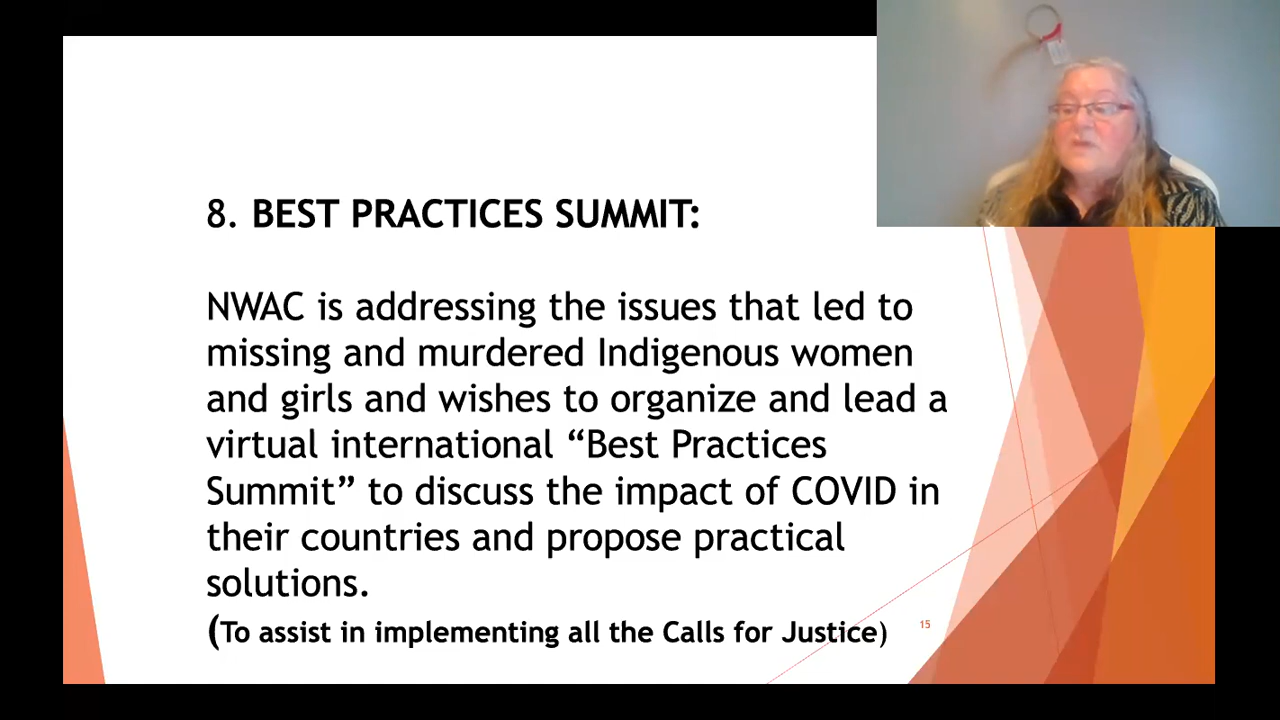 8. BEST PRACTICES SUMMIT:
NWAC is addressing the issues that led to
missing and murdered Indigenous women
and girls and wishes to organize and lead a
virtual international “Best Practices
Summit” to discuss the impact of COVID in
their countries and propose practical
solutions.
(To assist in implementing all the Calls for Justice)
15